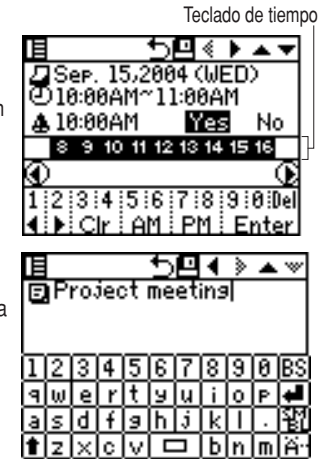 Teclado de tiempo
Sep. 15,2004 (WED)
10:00AM~11:00AM
10:00AM Yes No
8 9 10 11 12 13 14 15 16
1 2 3 4 5 6 7 8 9 0 Del
Clr AM PM Enter
n
Project meeting
a
1 2 3 4 5 6 7 8 9 0 BS
q w e r t y u i o p
a s d f g h j k l .
z x c v b n m